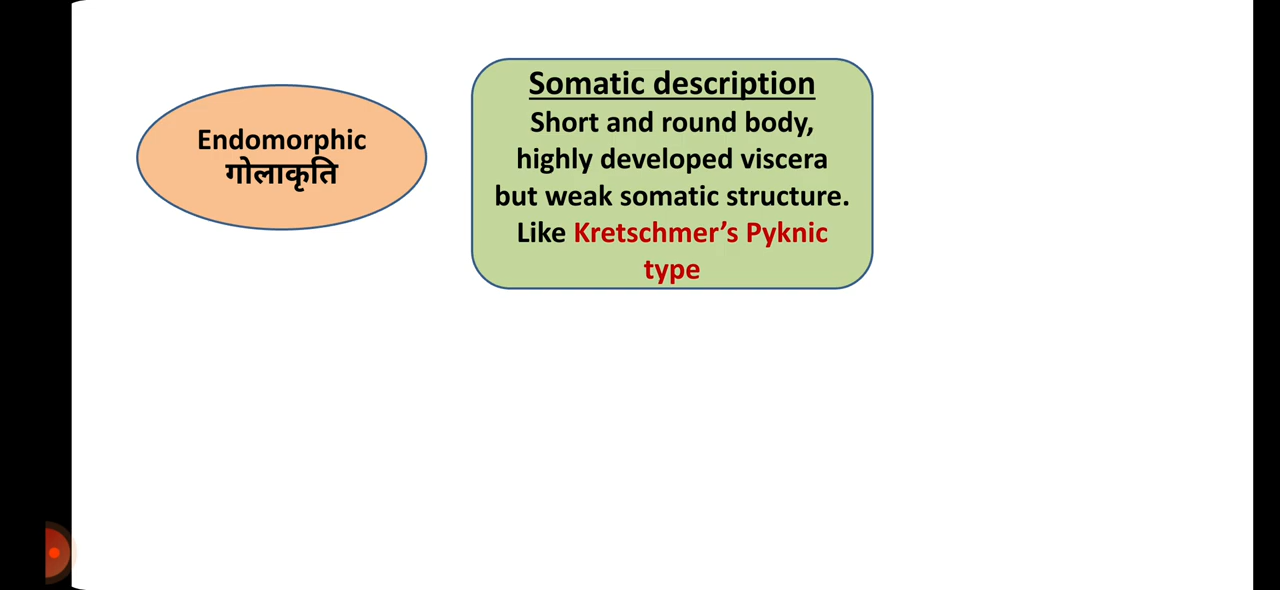 Endomorphic
गोलाकृति
Somatic description
Short and round body,
highly developed viscera
but weak somatic structure.
Like Kretschmer’s Pyknic
type